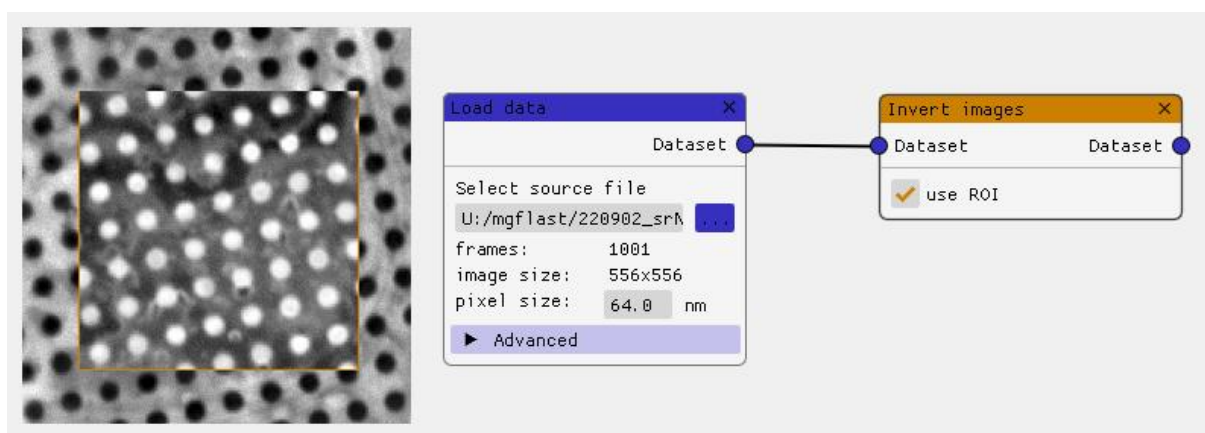 Load data ×
Dataset
Select source file
U:/mgflast/220902_srN ...
frames: 1001
image size: 556x556
pixel size: 64.0 nm
Advanced
Invert images ×
Dataset Dataset
use ROI